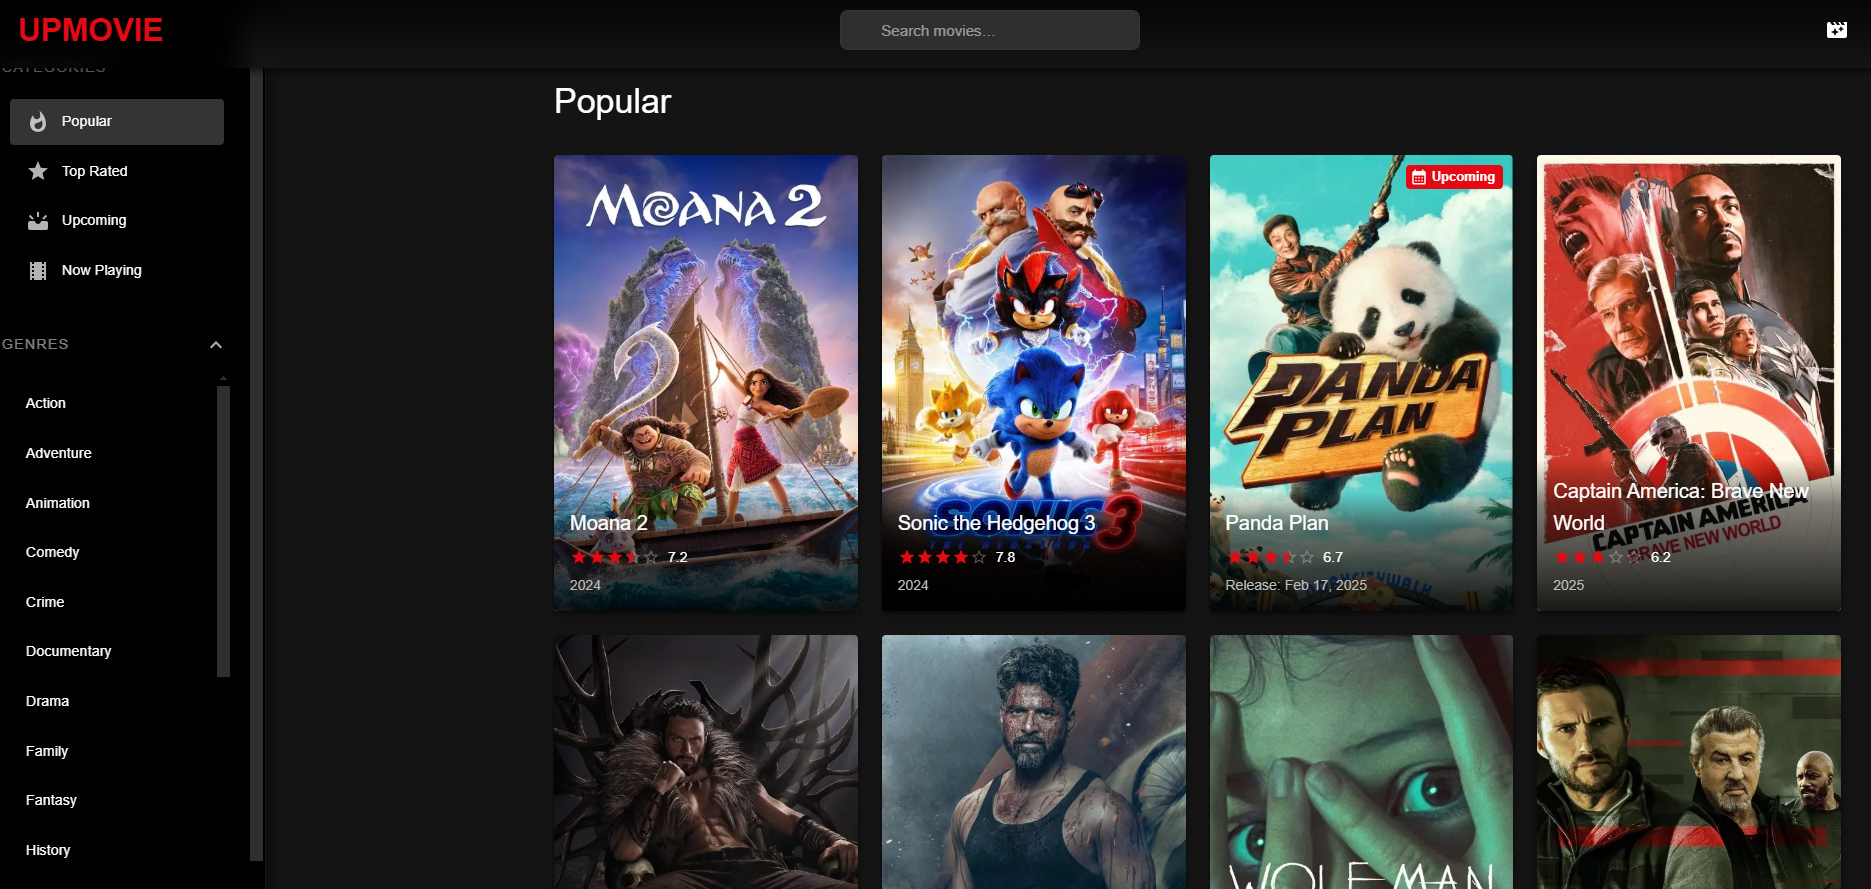 UPMOVIE
Search movies...
CATEGORIES
Popular
Top Rated
Upcoming
Now Playing
GENRES
Action
Adventure
Animation
Comedy
Crime
Documentary
Drama
Family
Fantasy
History
Popular
MOANA 2
Moana 2
7.2
2024
SONIC 3
THE HEDGEHOG
Sonic the Hedgehog 3
7.8
2024
Upcoming
PANDA
PLAN
Panda Plan
6.7
Release: Feb 17, 2025
Captain America: Brave New
World
CAPTAIN AMERICA
BRAVE NEW WORLD
6.2
2025
WOLF MAN